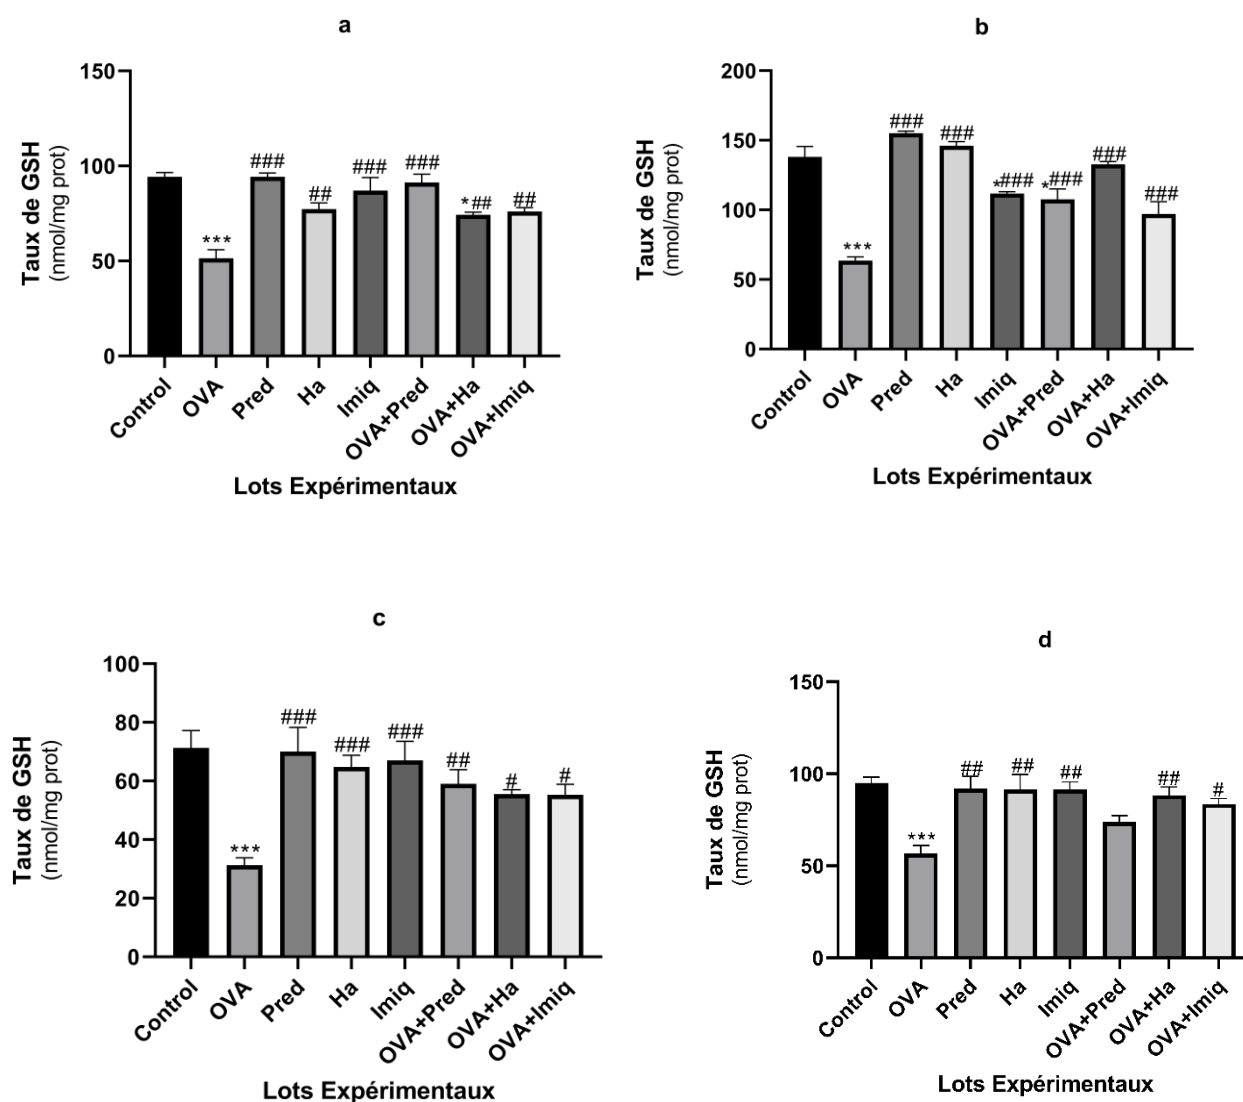 a
150
100
50
0
Taux de GSH
(nmol/mg prot)
***
###
##
###
###
*##
##
Control
OVA
Pred
Ha
Imiq
OVA+Pred
OVA+Ha
OVA+Imiq
Lots Expérimentaux
b
200
150
100
50
0
Taux de GSH
(nmol/mg prot)
***
###
###
*###
*###
###
###
Control
OVA
Pred
Ha
Imiq
OVA+Pred
OVA+Ha
OVA+Imiq
Lots Expérimentaux
c
100
80
60
40
20
0
Taux de GSH
(nmol/mg prot)
***
###
###
###
##
#
#
Control
OVA
Pred
Ha
Imiq
OVA+Pred
OVA+Ha
OVA+Imiq
Lots Expérimentaux
d
150
100
50
0
Taux de GSH
(nmol/mg prot)
***
##
##
##
##
#
Control
OVA
Pred
Ha
Imiq
OVA+Pred
OVA+Ha
OVA+Imiq
Lots Expérimentaux